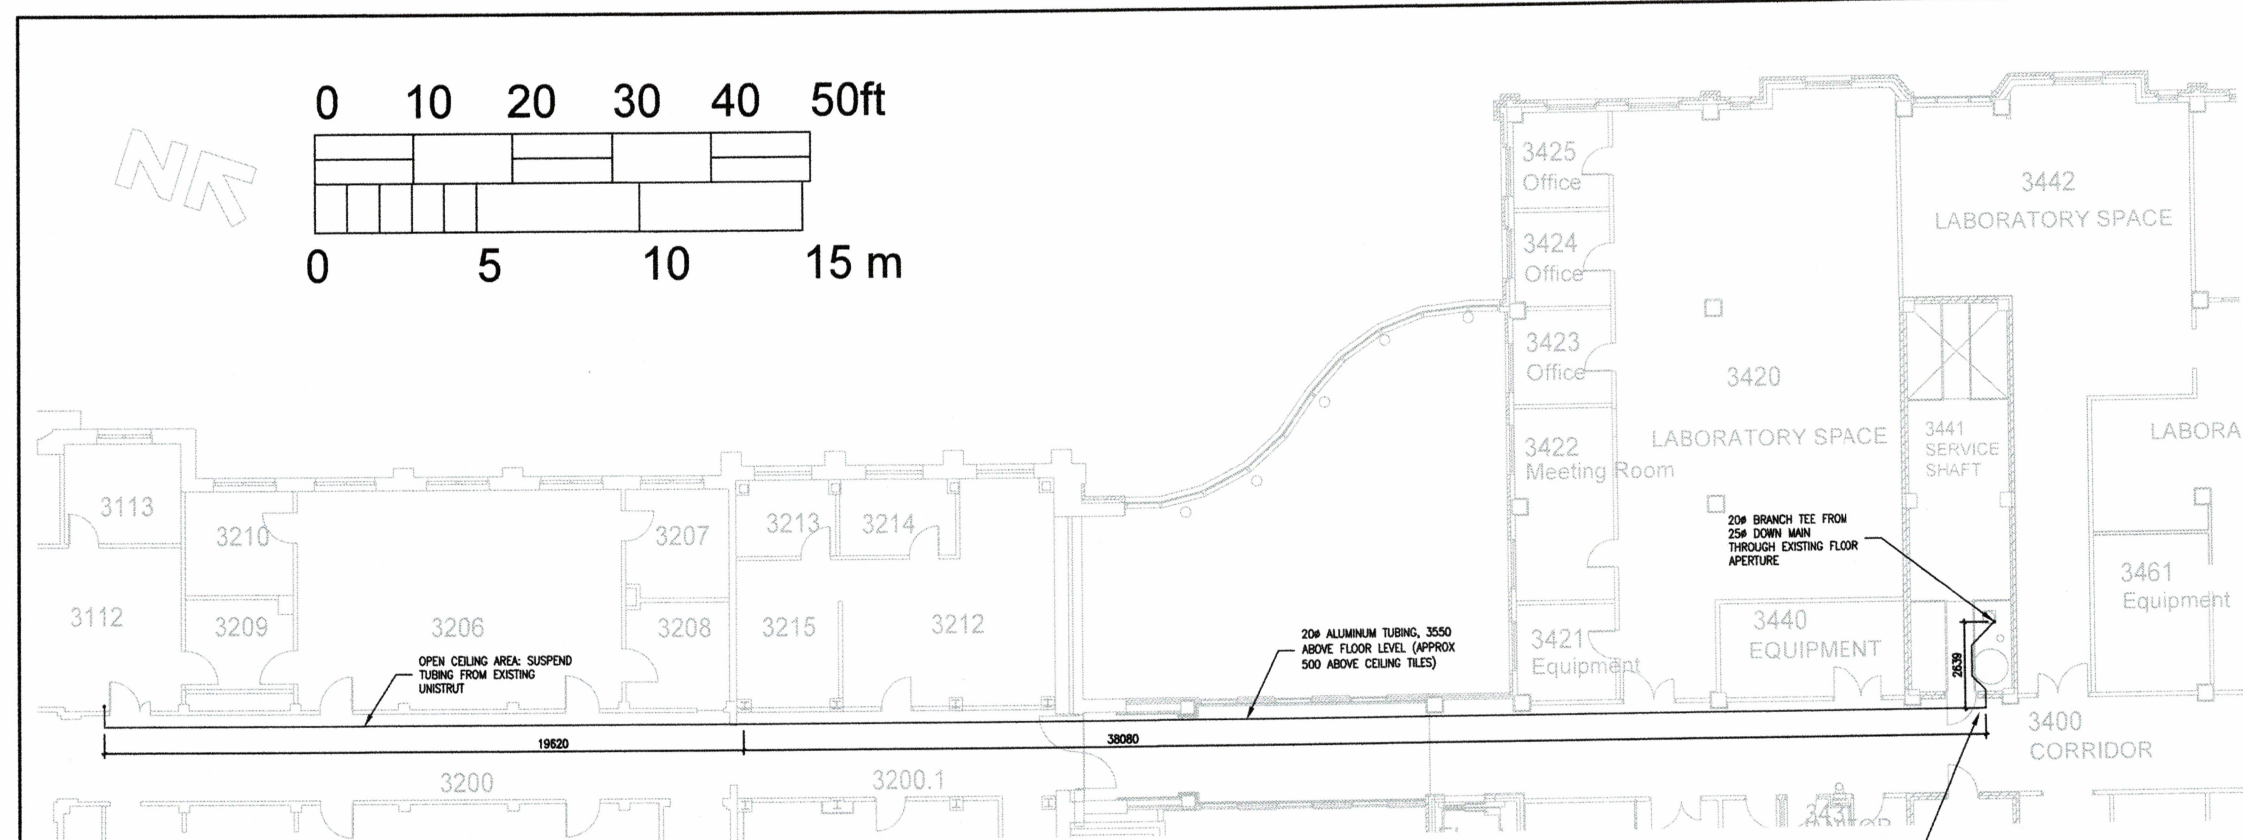 0 10 20 30 40 50ft
0 5 10 15 m
N
3425
Office
3424
Office
3423
Office
3422
Meeting Room
3421
Equipment
3420
LABORATORY SPACE
3442
LABORATORY SPACE
3441
SERVICE
SHAFT
LABORA
3461
Equipment
3440
EQUIPMENT
20ø BRANCH TEE FROM
25ø DOWN MAIN
THROUGH EXISTING FLOOR
APERTURE
2639
3113
3210
3207
3213
3214
3112
3209
3206
3208
3215
3212
OPEN CEILING AREA: SUSPEND
TUBING FROM EXISTING
UNISTRUT
20ø ALUMINUM TUBING, 3550
ABOVE FLOOR LEVEL (APPROX
500 ABOVE CEILING TILES)
19620
38080
3400
CORRIDOR
3200
3200.1